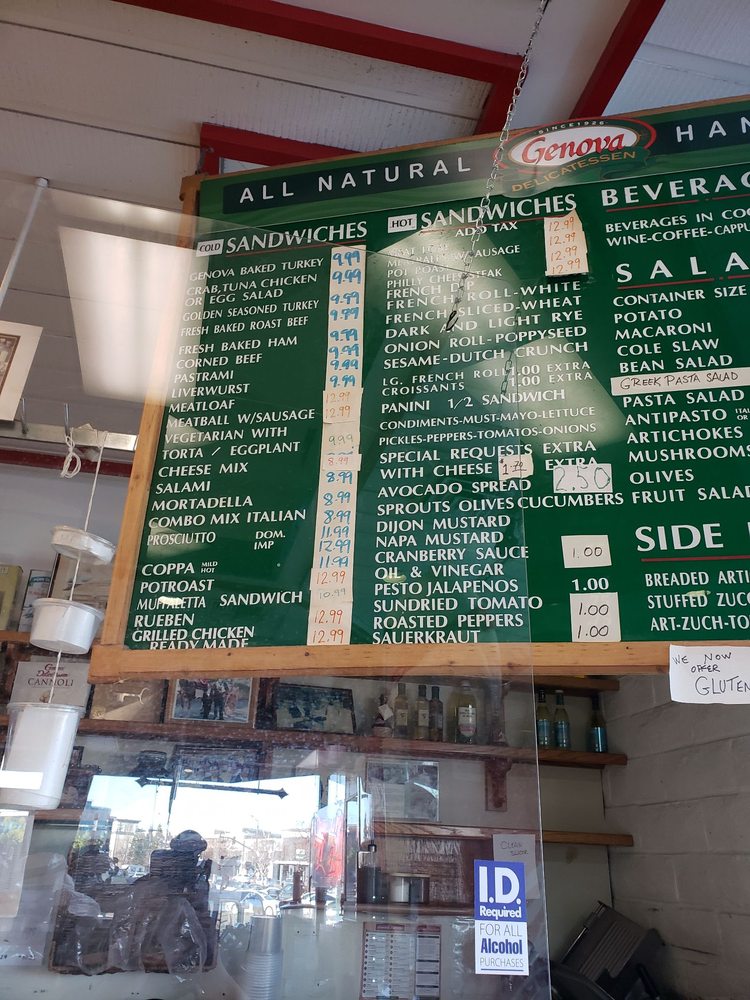 SINCE 1926
Genova
DELICATESSEN
ALL NATURAL HAN
COLD SANDWICHES
GENOVA BAKED TURKEY 9.99
CRAB, TUNA CHICKEN 9.99
OR EGG SALAD
GOLDEN SEASONED TURKEY 9.99
FRESH BAKED ROAST BEEF 9.99
FRESH BAKED HAM 9.99
CORNED BEEF 9.99
PASTRAMI 9.99
LIVERWURST 9.99
MEATLOAF 12.99
MEATBALL W/SAUSAGE 12.99
VEGETARIAN WITH
TORTA / EGGPLANT 9.99
CHEESE MIX 8.99
SALAMI 8.99
MORTADELLA 8.99
COMBO MIX ITALIAN 8.99
PROSCIUTTO DOM. 11.99
IMP 12.99
COPPA MILD HOT 11.99
POTROAST 12.99
MUFFALETTA SANDWICH 10.99
RUEBEN 12.99
GRILLED CHICKEN 12.99
READY MADE
HOT SANDWICHES
ADD TAX
12.99
12.99
12.99
12.99
W/SAUSAGE
POT ROAST
PHILLY CHEESESTEAK
FRENCH DIP
FRENCH ROLL-WHITE
FRENCH SLICED-WHEAT
DARK AND LIGHT RYE
ONION ROLL-POPPYSEED
SESAME-DUTCH CRUNCH
LG. FRENCH ROLL 1.00 EXTRA
CROISSANTS 1.00 EXTRA
PANINI 1/2 SANDWICH
CONDIMENTS-MUST-MAYO-LETTUCE
PICKLES-PEPPERS-TOMATOS-ONIONS
SPECIAL REQUESTS EXTRA
WITH CHEESE $1.70 EXTRA
AVOCADO SPREAD 2.50
SPROUTS OLIVES CUCUMBERS
DIJON MUSTARD
NAPA MUSTARD
CRANBERRY SAUCE 1.00
OIL & VINEGAR
PESTO JALAPENOS 1.00
SUNDRIED TOMATO 1.00
ROASTED PEPPERS 1.00
SAUERKRAUT
BEVERAG
BEVERAGES IN CO
WINE-COFFEE-CAPPU
SALA
CONTAINER SIZE
POTATO
MACARONI
COLE SLAW
BEAN SALAD
GREEK PASTA SALAD
PASTA SALAD
ANTIPASTO
ARTICHOKES
MUSHROOMS
OLIVES
FRUIT SALAD
SIDE
BREADED ARTI
STUFFED ZUCC
ART-ZUCH-TO
WE NOW
OFFER
GLUTEN
CANNOLI
I.D.
Required
FOR ALL
Alcohol
PURCHASES